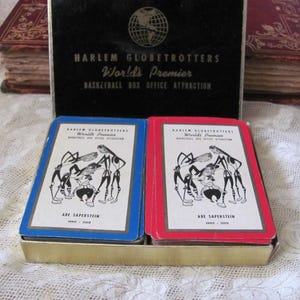 HARLEM GLOBETROTTERS
World's Premier
BASKETBALL BOX OFFICE ATTRACTION
HARLEM GLOBETROTTERS
World's Premier
BASKETBALL BOX OFFICE ATTRACTION
ABE SAPERSTEIN
HARLEM GLOBETROTTERS
World's Premier
BASKETBALL BOX OFFICE ATTRACTION
ABE SAPERSTEIN